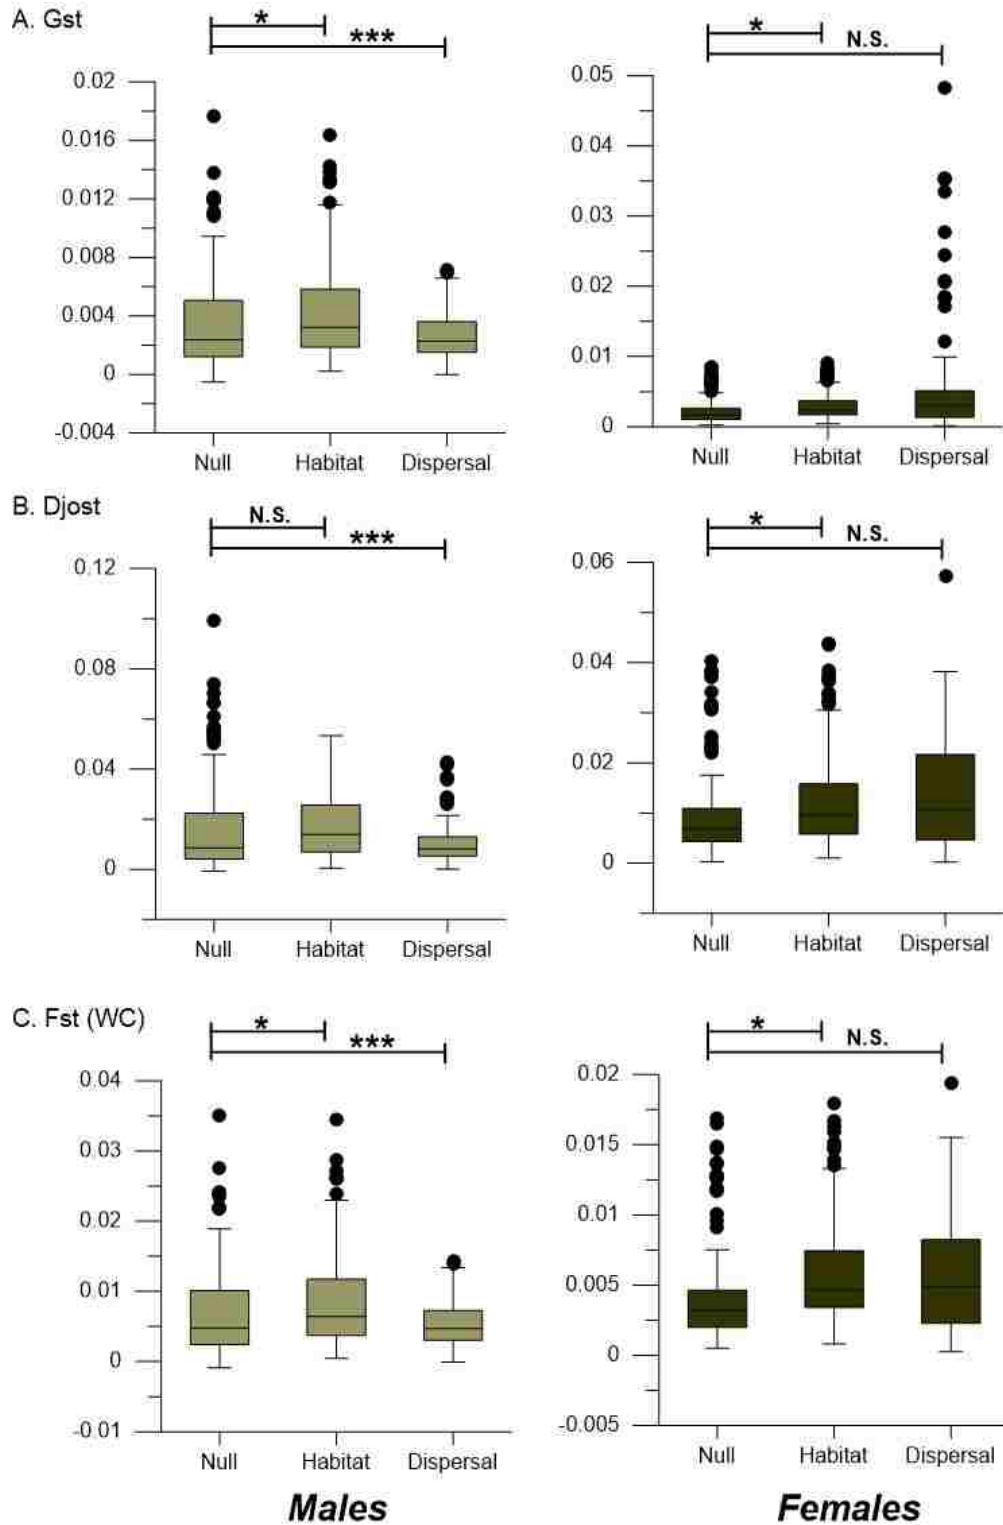 A. Gst
*
***
*
N.S.
0.02
0.016
0.012
0.008
0.004
0
-0.004
Null Habitat Dispersal
0.05
0.04
0.03
0.02
0.01
0
Null Habitat Dispersal
B. Djost
N.S.
***
*
N.S.
0.12
0.08
0.04
0
Null Habitat Dispersal
0.06
0.04
0.02
0
Null Habitat Dispersal
C. Fst (WC)
*
***
*
N.S.
0.04
0.03
0.02
0.01
0
-0.01
Null Habitat Dispersal
0.02
0.015
0.01
0.005
0
-0.005
Null Habitat Dispersal
Males
Females